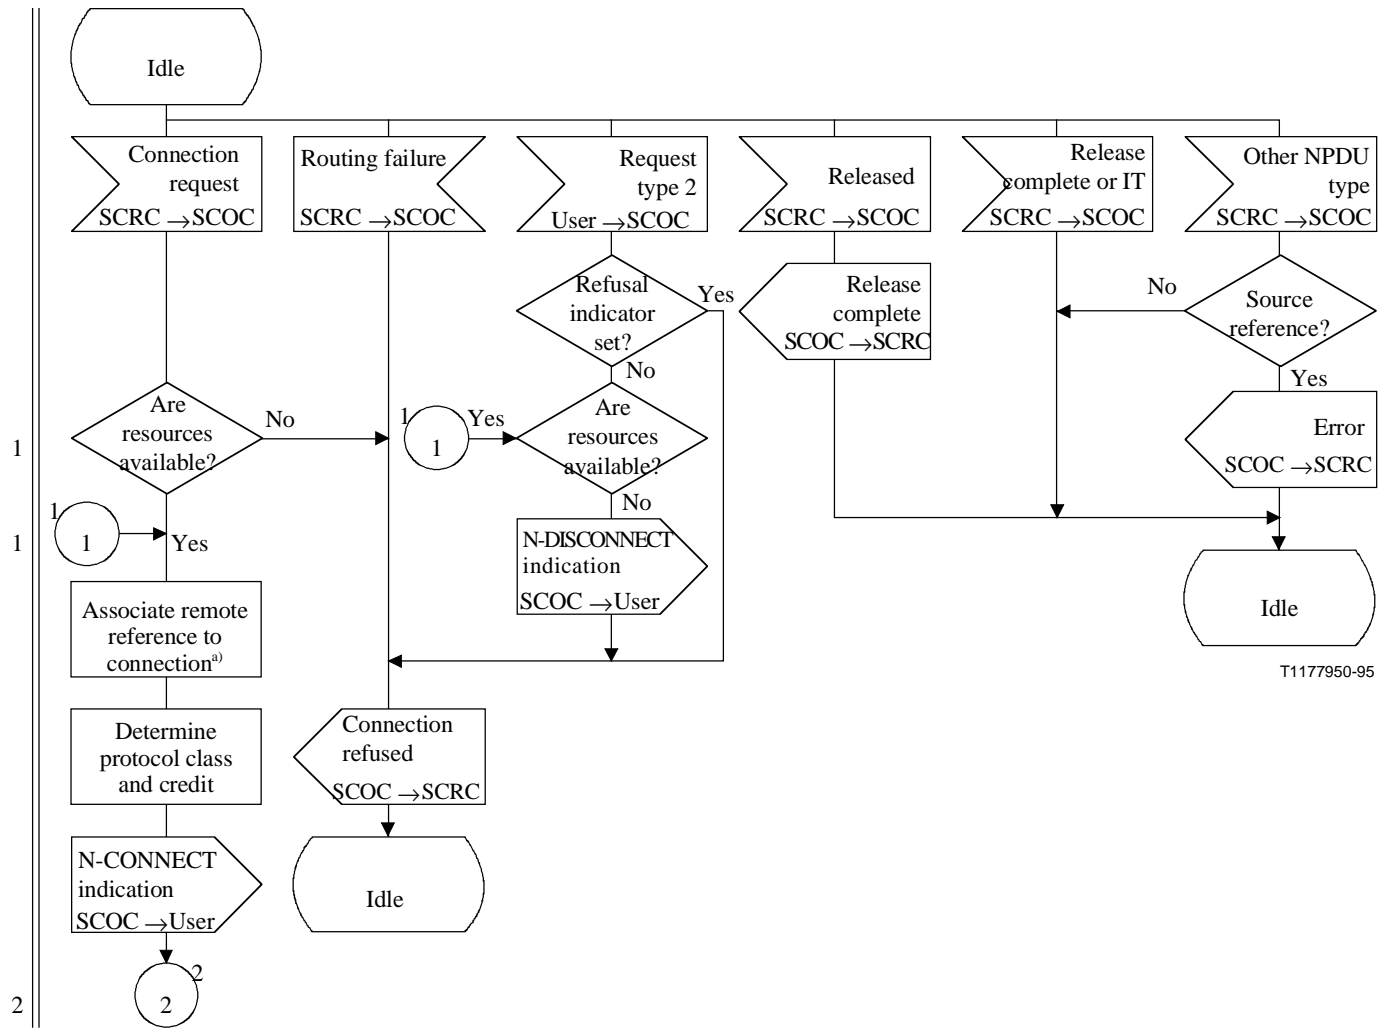 Idle
Connection
request
SCRC →SCOC
Routing failure
SCRC →SCOC
Request
type 2
User →SCOC
Released
SCRC →SCOC
Release
complete or IT
SCRC →SCOC
Other NPDU
type
SCRC →SCOC
Refusal
indicator
set?
Yes
No
Release
complete
SCOC →SCRC
No
Source
reference?
Yes
1
Are
resources
available?
No
1
1
Yes
Are
resources
available?
No
Error
SCOC →SCRC
1
1
1
Yes
N-DISCONNECT
indication
SCOC →User
Idle
T1177950-95
Associate remote
reference to
connectionᵃ⁾
Determine
protocol class
and credit
Connection
refused
SCOC →SCRC
N-CONNECT
indication
SCOC →User
Idle
2
2
2